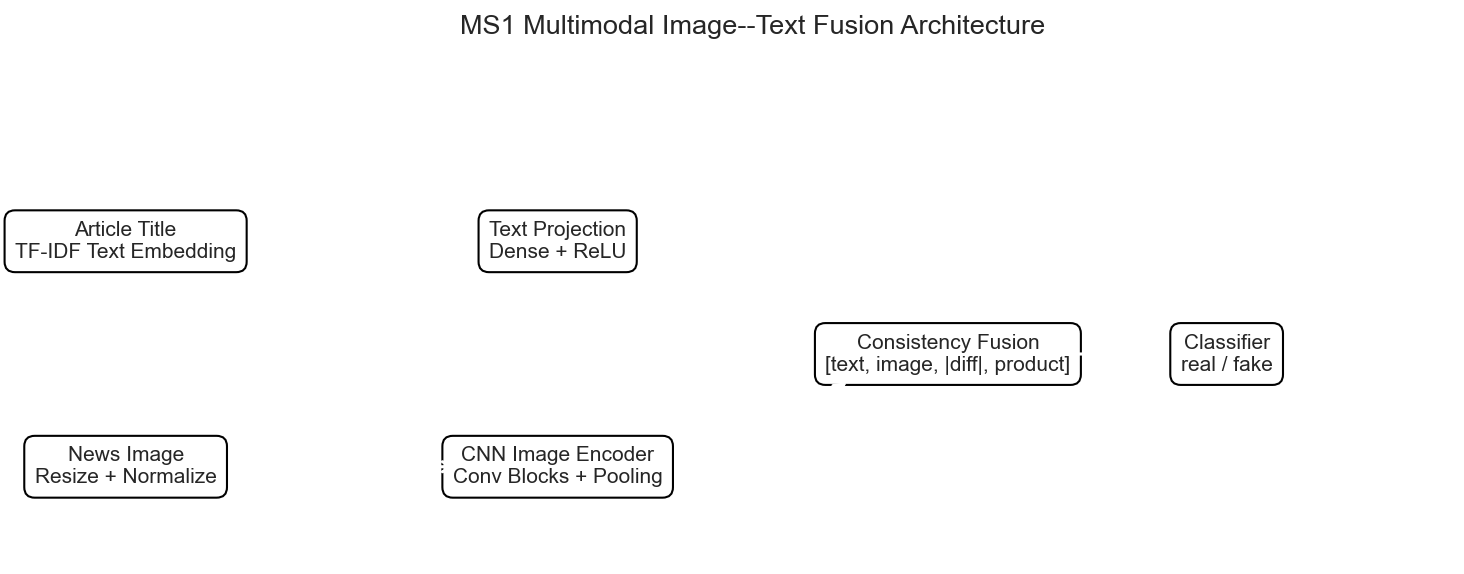 MS1 Multimodal Image--Text Fusion Architecture
Article Title
TF-IDF Text Embedding
Text Projection
Dense + ReLU
Consistency Fusion
[text, image, |diff|, product]
Classifier
real / fake
News Image
Resize + Normalize
CNN Image Encoder
Conv Blocks + Pooling